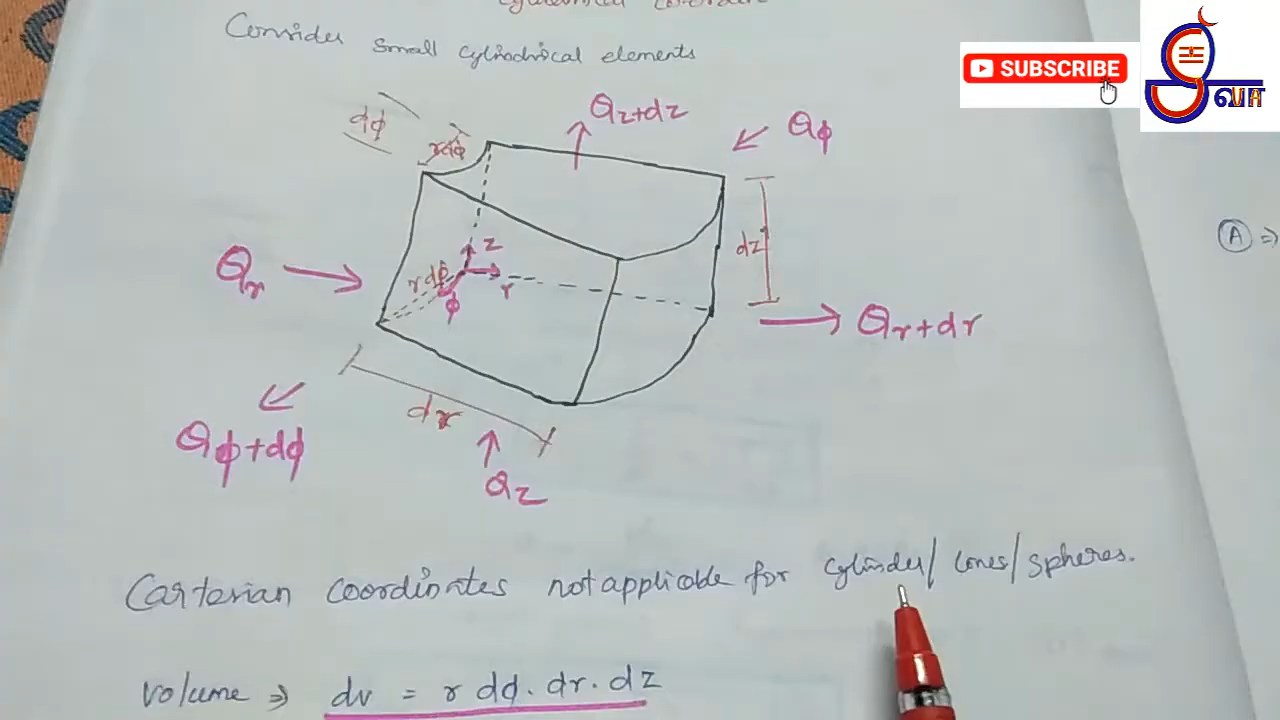 Consider small cylindrical elements
SUBSCRIBE
சிவா
dϕ
rdϕ
Qz+dz
Qϕ
dz
z
r
ϕ
rdϕ
Qr
Qr+dr
dr
Qϕ+dϕ
Qz
A ⇒
Cartesian coordinates not applicable for cylinder/ cones/ spheres.
volume ⇒ dv = r dϕ. dr. dz